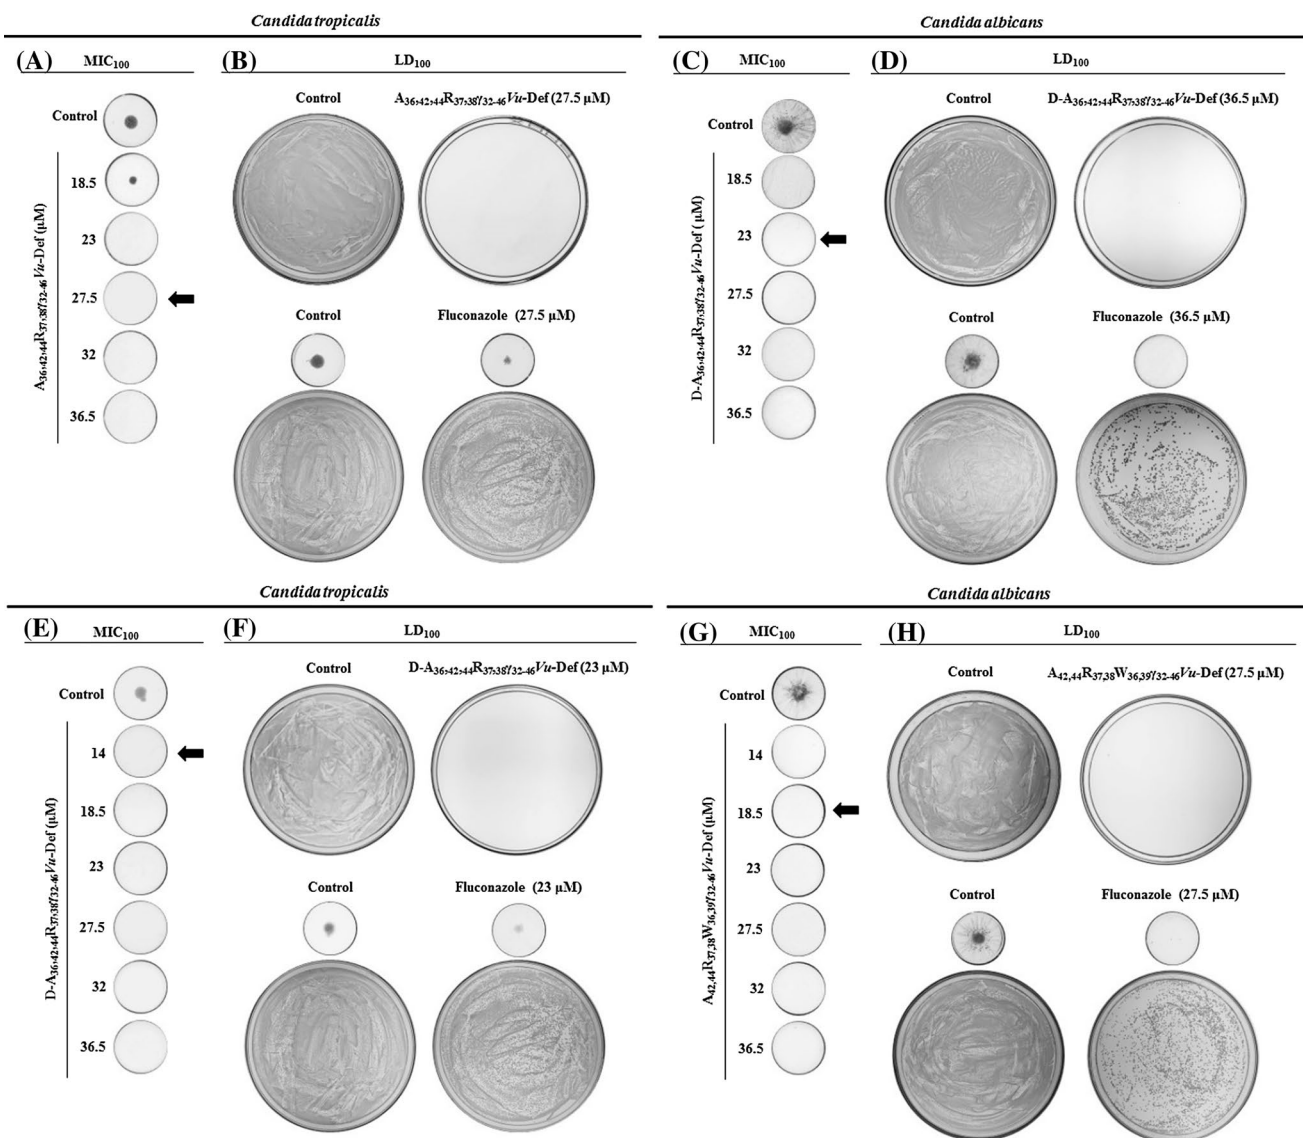 Candida tropicalis
(A) MIC100
Control
18.5
23
27.5
32
36.5
A36,42,44R37,38γ32-46Vu-Def (μM)
(B) LD100
Control A36,42,44R37,38γ32-46Vu-Def (27.5 μM)
Control Fluconazole (27.5 μM)
Candida albicans
(C) MIC100
Control
18.5
23
27.5
32
36.5
D-A36,42,44R37,38γ32-46Vu-Def (μM)
(D) LD100
Control D-A36,42,44R37,38γ32-46Vu-Def (36.5 μM)
Control Fluconazole (36.5 μM)
Candida tropicalis
(E) MIC100
Control
14
18.5
23
27.5
32
36.5
D-A36,42,44R37,38γ32-46Vu-Def (μM)
(F) LD100
Control D-A36,42,44R37,38γ32-46Vu-Def (23 μM)
Control Fluconazole (23 μM)
Candida albicans
(G) MIC100
Control
14
18.5
23
27.5
32
36.5
A42,44R37,38W36,39γ32-46Vu-Def (μM)
(H) LD100
Control A42,44R37,38W36,39γ32-46Vu-Def (27.5 μM)
Control Fluconazole (27.5 μM)